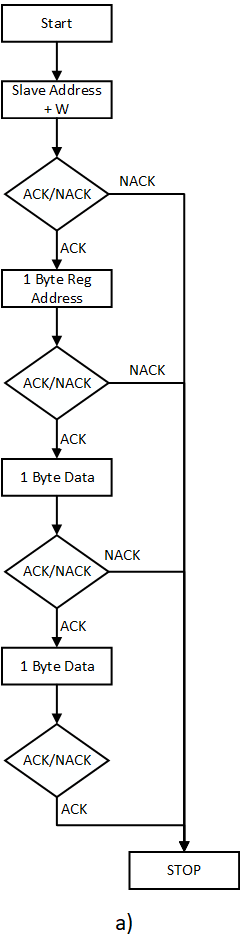 Start
Slave Address
+ W
ACK/NACK
NACK
ACK
1 Byte Reg
Address
ACK/NACK
NACK
ACK
1 Byte Data
ACK/NACK
NACK
ACK
1 Byte Data
ACK/NACK
ACK
STOP
a)